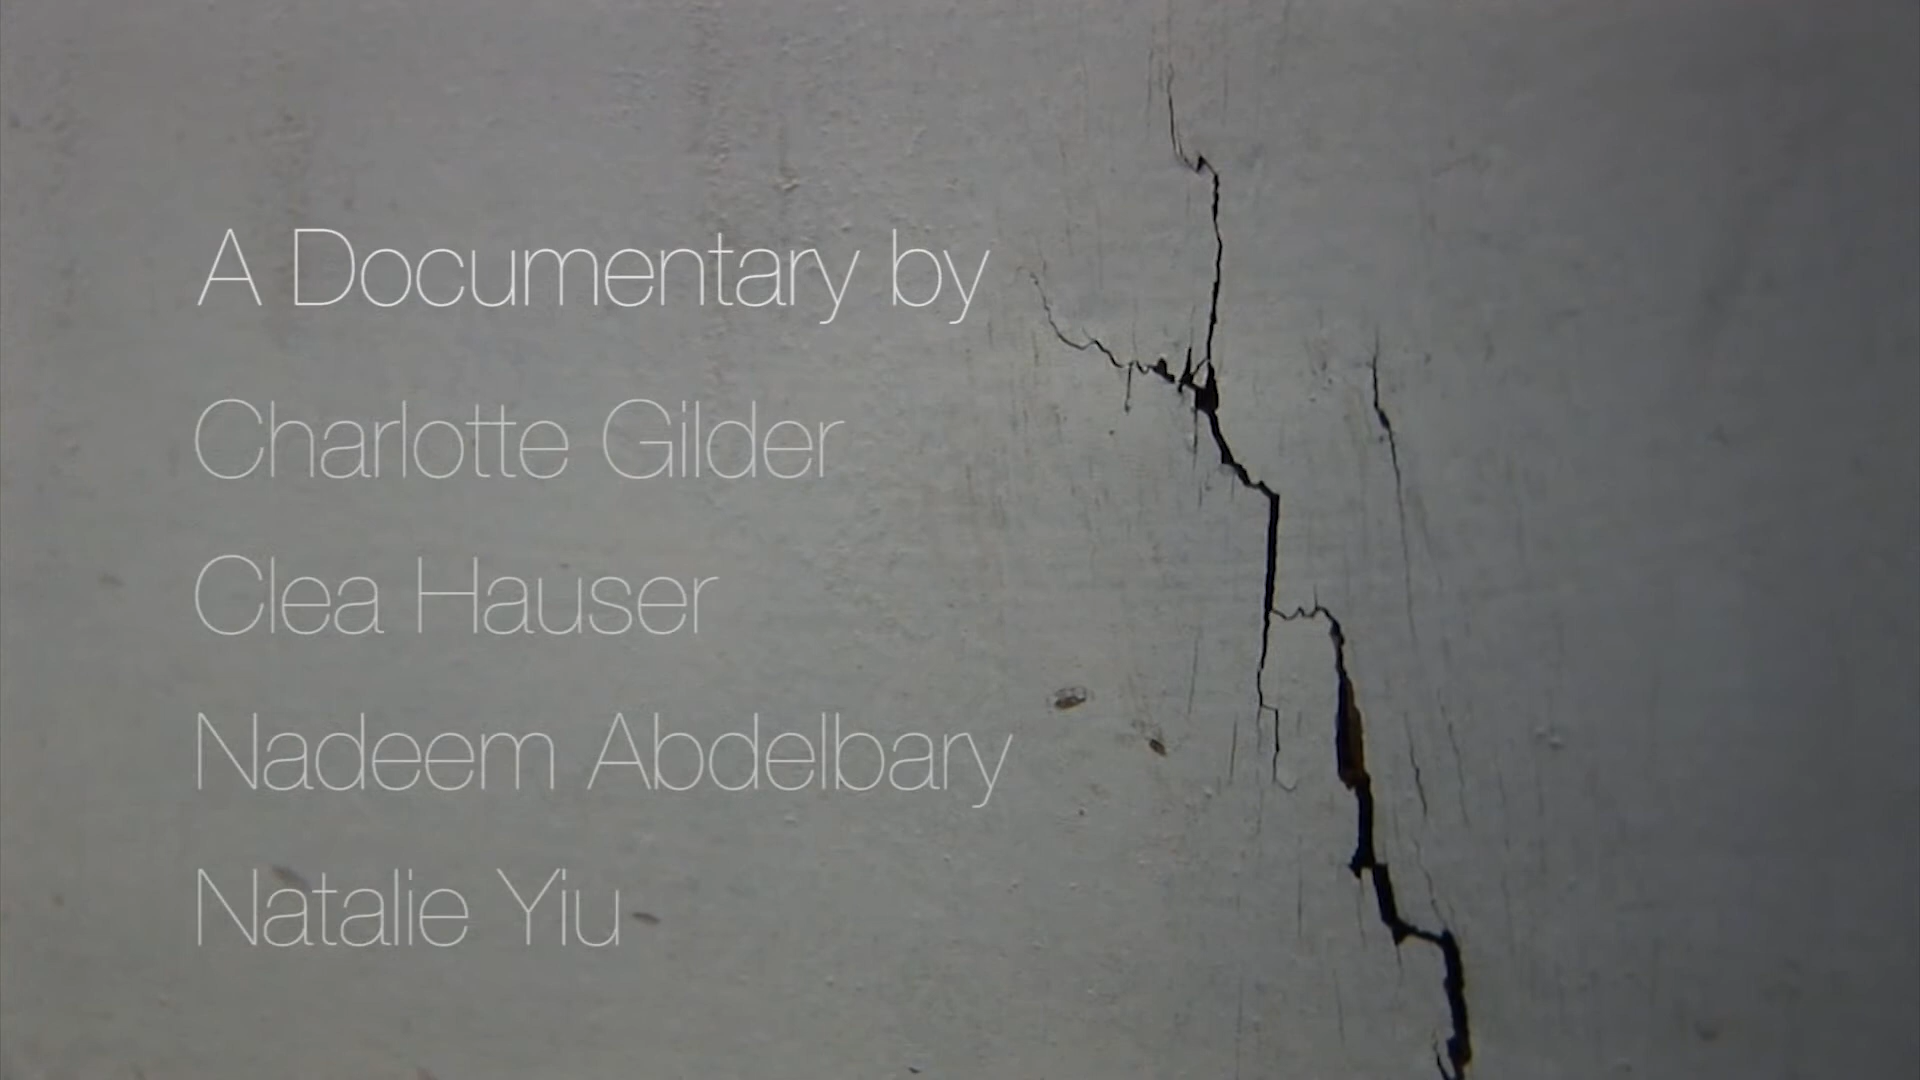 A Documentary by
Charlotte Gilder
Clea Hauser
Nadeem Abdelbary
Natalie Yiu